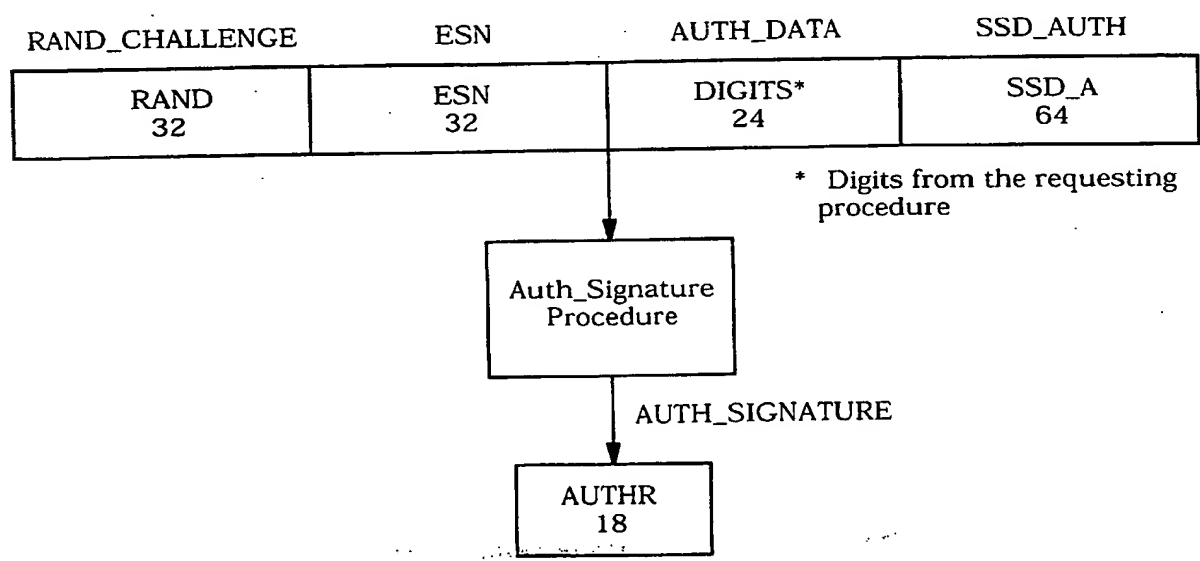 RAND_CHALLENGE ESN AUTH_DATA SSD_AUTH
RAND ESN DIGITS* SSD_A
32 32 24 64
* Digits from the requesting
procedure
Auth_Signature
Procedure
AUTH_SIGNATURE
AUTHR
18